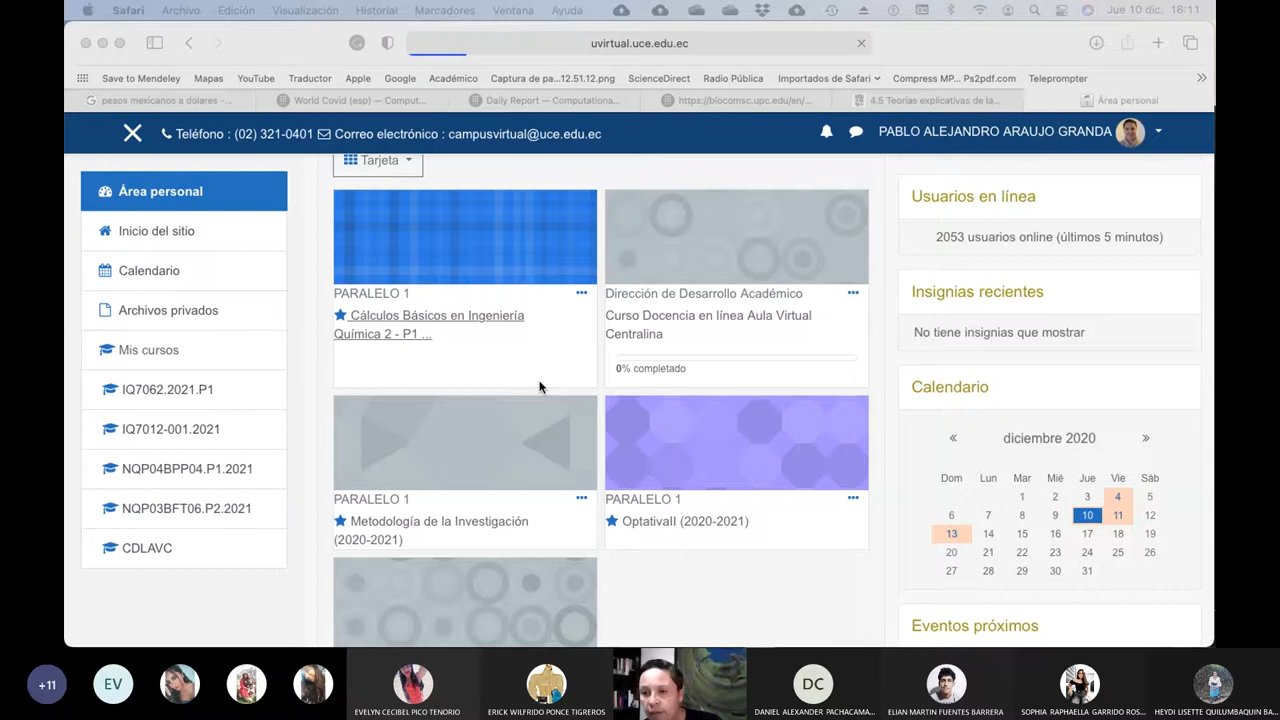 Safari Archivo Edición Visualización Historial Marcadores Ventana Ayuda Jue 10 dic. 16:11
uvirtual.uce.edu.ec
Save to Mendeley Mapas YouTube Traductor Apple Google Académico Captura de pa...12.51.12.png ScienceDirect Radio Pública Importados de Safari Compress MP... Ps2pdf.com Teleprompter
pesos mexicanos a dolares -... World Covid (esp) — Comput... Daily Report — Computationa... https://biocomsc.upc.edu/en/... 4.5 Teorías explicativas de la... Área personal
Teléfono : (02) 321-0401 Correo electrónico : campusvirtual@uce.edu.ec PABLO ALEJANDRO ARAUJO GRANDA
Tarjeta
Área personal
Inicio del sitio
Calendario
Archivos privados
Mis cursos
IQ7062.2021.P1
IQ7012-001.2021
NQP04BPP04.P1.2021
NQP03BFT06.P2.2021
CDLAVC
PARALELO 1
Cálculos Básicos en Ingeniería
Química 2 - P1 ...
Dirección de Desarrollo Académico
Curso Docencia en línea Aula Virtual
Centralina
0% completado
PARALELO 1
Metodología de la Investigación
(2020-2021)
PARALELO 1
OptativaII (2020-2021)
Usuarios en línea
2053 usuarios online (últimos 5 minutos)
Insignias recientes
No tiene insignias que mostrar
Calendario
« diciembre 2020 »
Dom Lun Mar Mié Jue Vie Sáb
1 2 3 4 5
6 7 8 9 10 11 12
13 14 15 16 17 18 19
20 21 22 23 24 25 26
27 28 29 30 31
Eventos próximos
+11 EV DC
EVELYN CECIBEL PICO TENORIO ERICK WILFRIDO PONCE TIGREROS DANIEL ALEXANDER PACHACAMA... ELIAN MARTIN FUENTES BARRERA SOPHIA RAPHAELLA GARRIDO ROS... HEYDI LISETTE QUILUMBAQUIN BA...